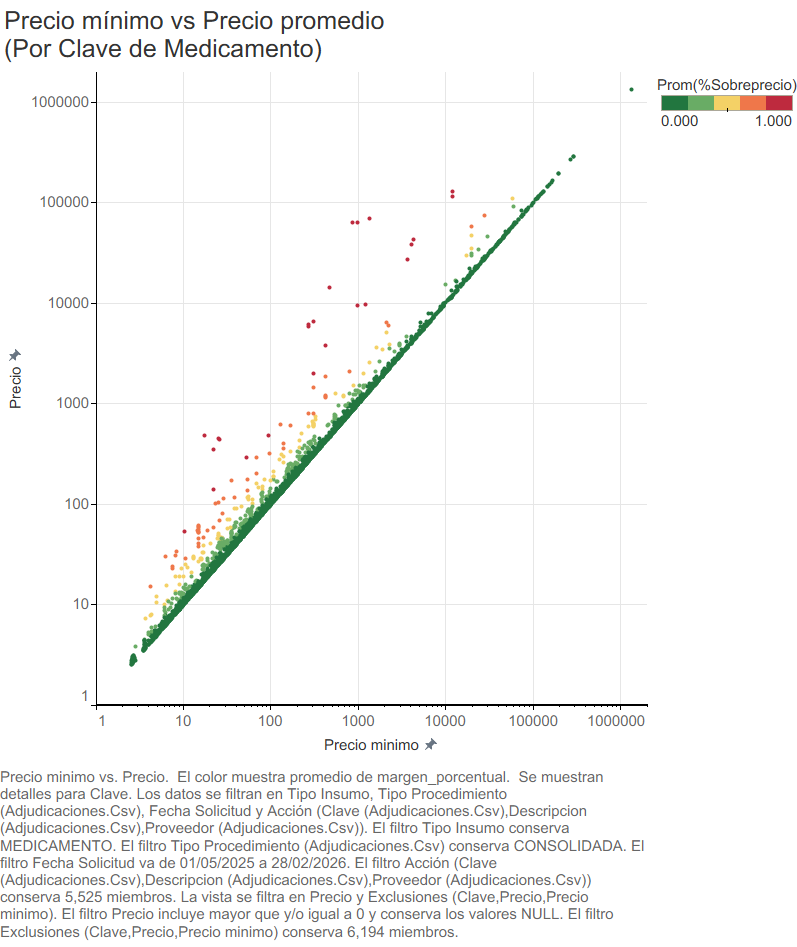 Precio mínimo vs Precio promedio
(Por Clave de Medicamento)
Prom(%Sobreprecio)
0.000 1.000
1000000
100000
10000
1000
100
10
1
Precio
1 10 100 1000 10000 100000 1000000
Precio minimo
Precio minimo vs. Precio.  El color muestra promedio de margen_porcentual.  Se muestran
detalles para Clave. Los datos se filtran en Tipo Insumo, Tipo Procedimiento
(Adjudicaciones.Csv), Fecha Solicitud y Acción (Clave (Adjudicaciones.Csv),Descripcion
(Adjudicaciones.Csv),Proveedor (Adjudicaciones.Csv)). El filtro Tipo Insumo conserva
MEDICAMENTO. El filtro Tipo Procedimiento (Adjudicaciones.Csv) conserva CONSOLIDADA. El
filtro Fecha Solicitud va de 01/05/2025 a 28/02/2026. El filtro Acción (Clave
(Adjudicaciones.Csv),Descripcion (Adjudicaciones.Csv),Proveedor (Adjudicaciones.Csv))
conserva 5,525 miembros. La vista se filtra en Precio y Exclusiones (Clave,Precio,Precio
minimo). El filtro Precio incluye mayor que y/o igual a 0 y conserva los valores NULL. El filtro
Exclusiones (Clave,Precio,Precio minimo) conserva 6,194 miembros.